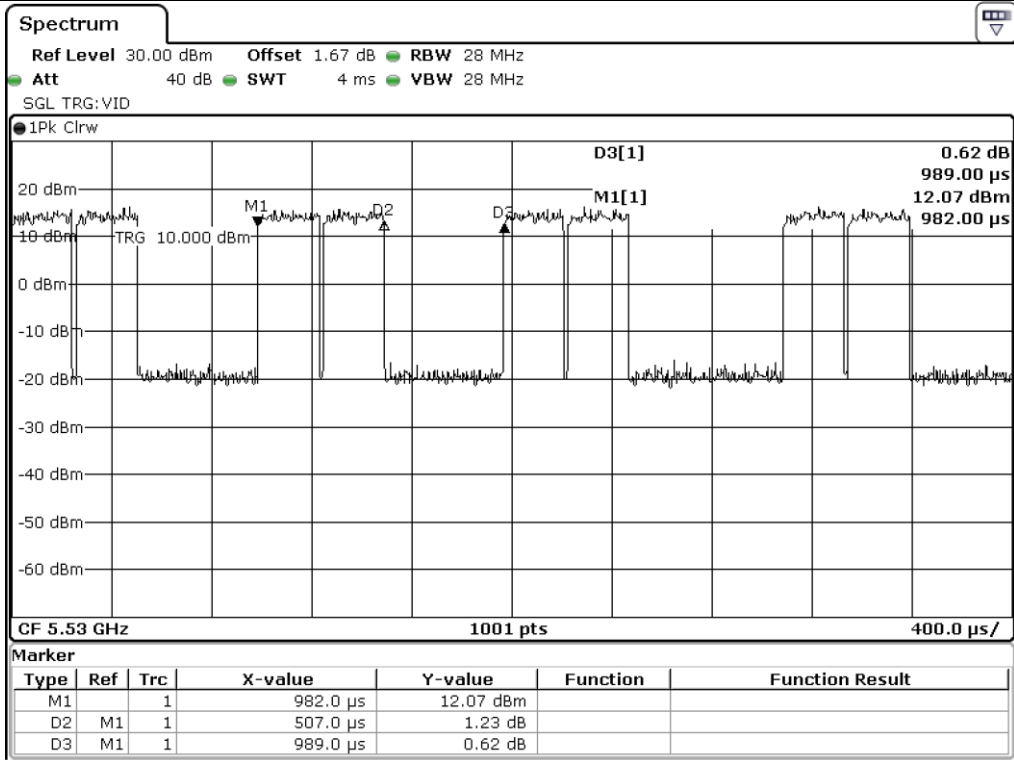 Spectrum
Ref Level 30.00 dBm Offset 1.67 dB RBW 28 MHz
Att 40 dB SWT 4 ms VBW 28 MHz
SGL TRG:VID
1Pk Clrw
D3[1] 0.62 dB
989.00 µs
20 dBm
M1[1] 12.07 dBm
982.00 µs
M1 D2 D3
10 dBm
TRG 10.000 dBm
0 dBm
-10 dBm
-20 dBm
-30 dBm
-40 dBm
-50 dBm
-60 dBm
CF 5.53 GHz 1001 pts 400.0 µs/
Marker
Type Ref Trc X-value Y-value Function Function Result
M1 1 982.0 µs 12.07 dBm
D2 M1 1 507.0 µs 1.23 dB
D3 M1 1 989.0 µs 0.62 dB